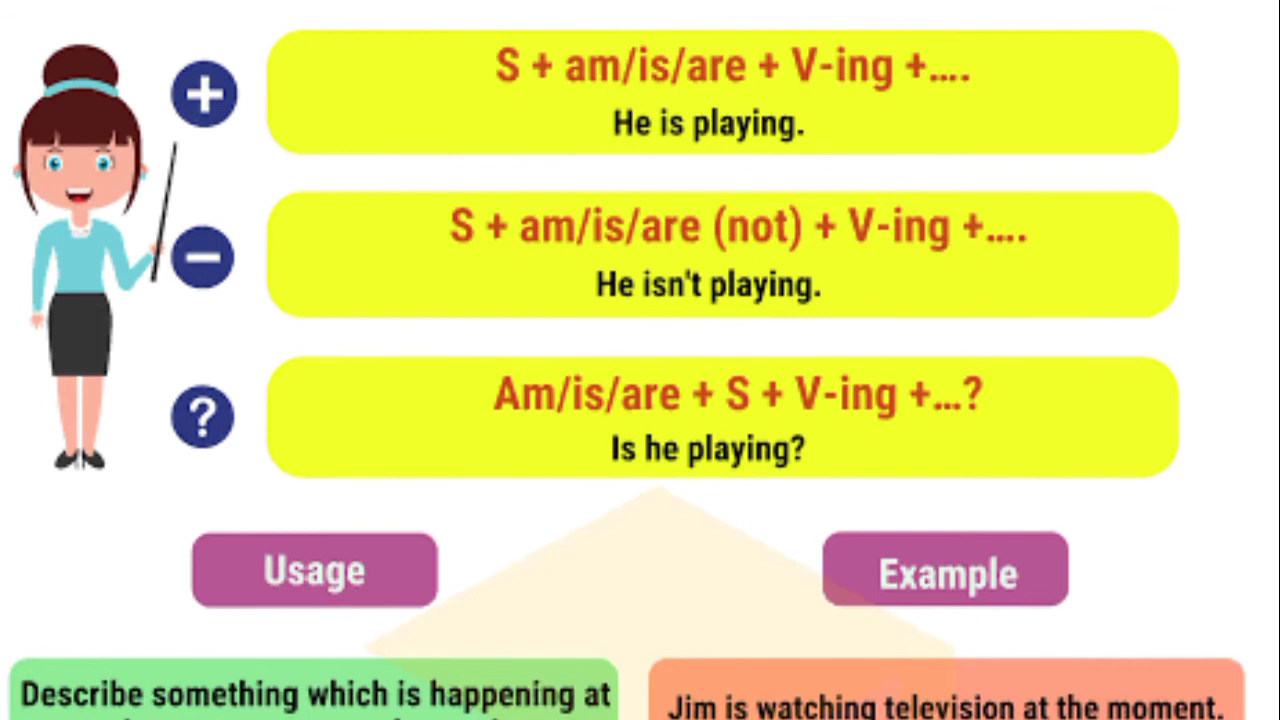 S + am/is/are + V-ing +….
He is playing.
S + am/is/are (not) + V-ing +….
He isn't playing.
Am/is/are + S + V-ing +…?
Is he playing?
Usage
Example
Describe something which is happening at
Jim is watching television at the moment.